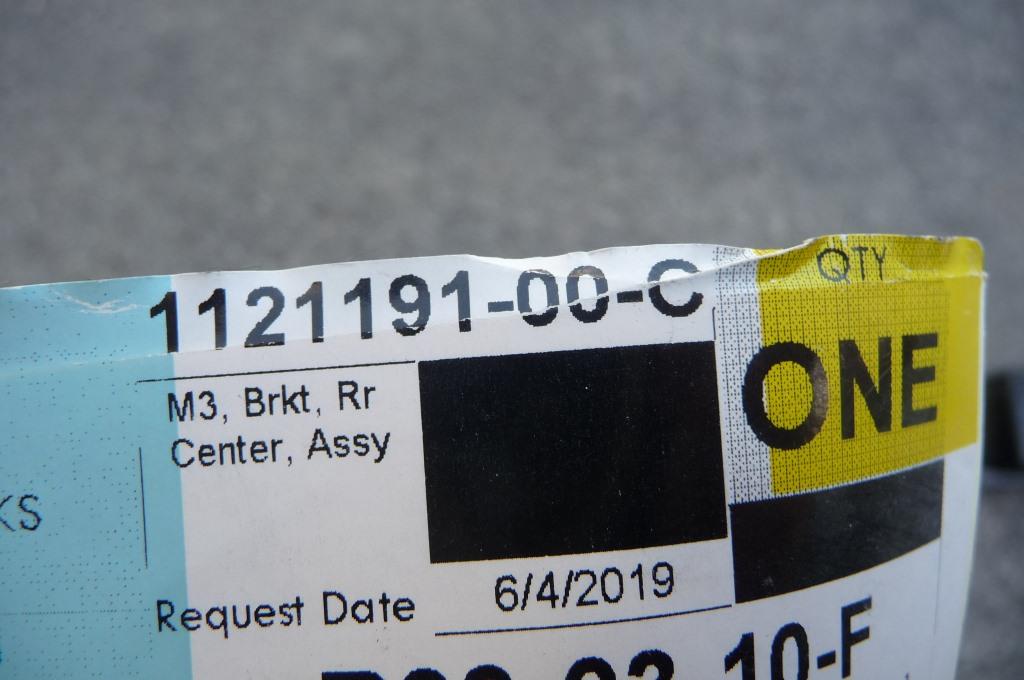 1121191-00-C
QTY
ONE
M3, Brkt, Rr
Center, Assy
KS
Request Date
6/4/2019
10-F